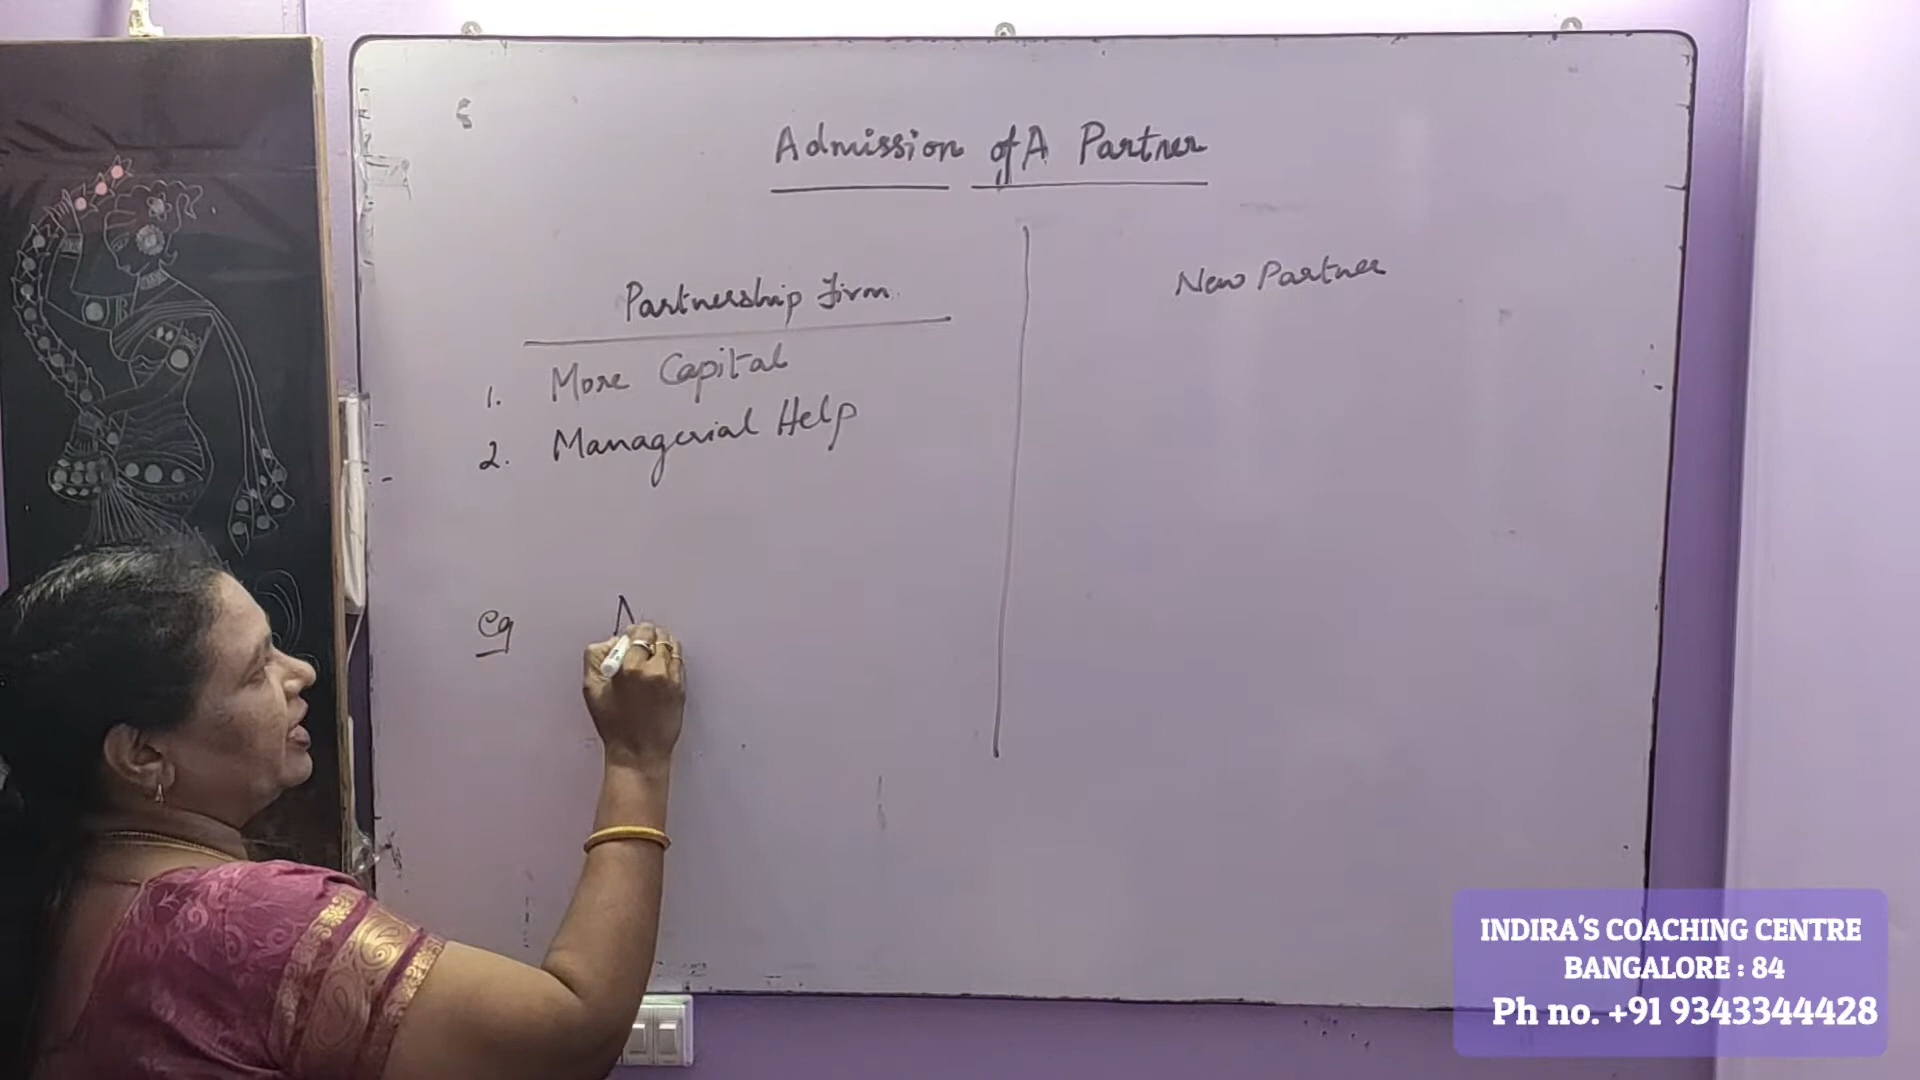 Admission of A Partner
Partnership Firm
1. More Capital
2. Managerial Help
eg A
New Partner
INDIRA'S COACHING CENTRE
BANGALORE : 84
Ph no. +91 9343344428